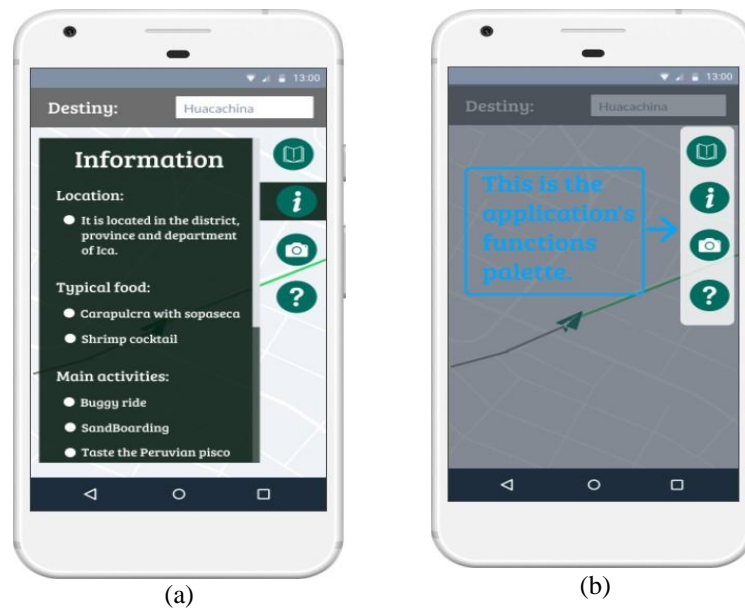 13:00
Destiny:
Huacachina
Information
Location:
It is located in the district,
province and department
of Ica.
Typical food:
Carapulcra with sopaseca
Shrimp cocktail
Main activities:
Buggy ride
SandBoarding
Taste the Peruvian pisco
i
?
(a)
13:00
Destiny:
Huacachina
This is the
application's
functions
palette.
i
?
(b)